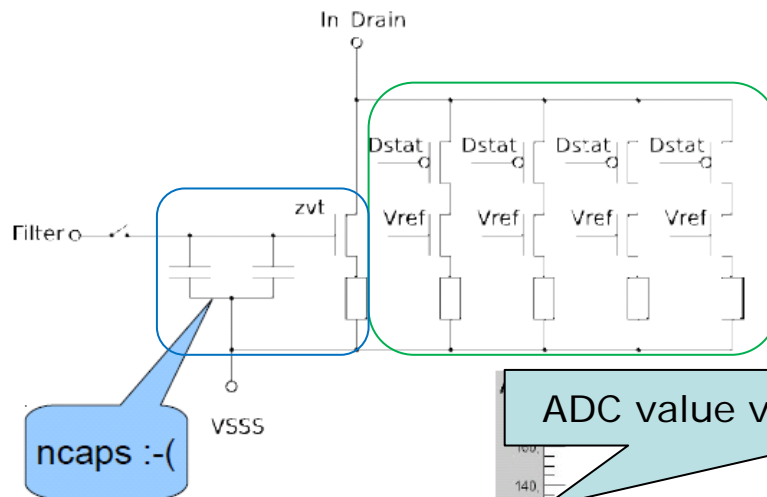 In Drain
Dstat Dstat Dstat Dstat
zvt Vref Vref Vref Vref
Filter
VSSS
ncaps :-(
ADC value v
140,